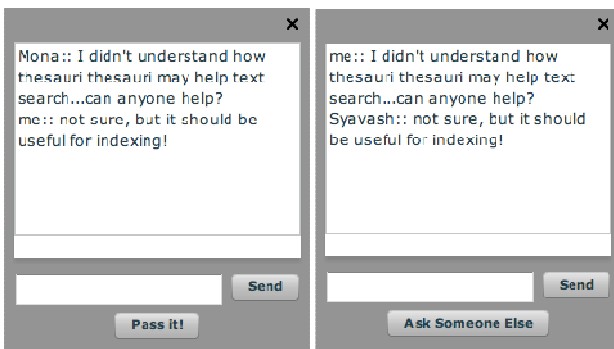 Mona:: I didn't understand how
thesauri thesauri may help text
search...can anyone help?
me:: not sure, but it should be
useful for indexing!
Send
Pass it!
me:: I didn't understand how
thesauri thesauri may help text
search...can anyone help?
Syavash:: not sure, but it should
be useful for indexing!
Send
Ask Someone Else